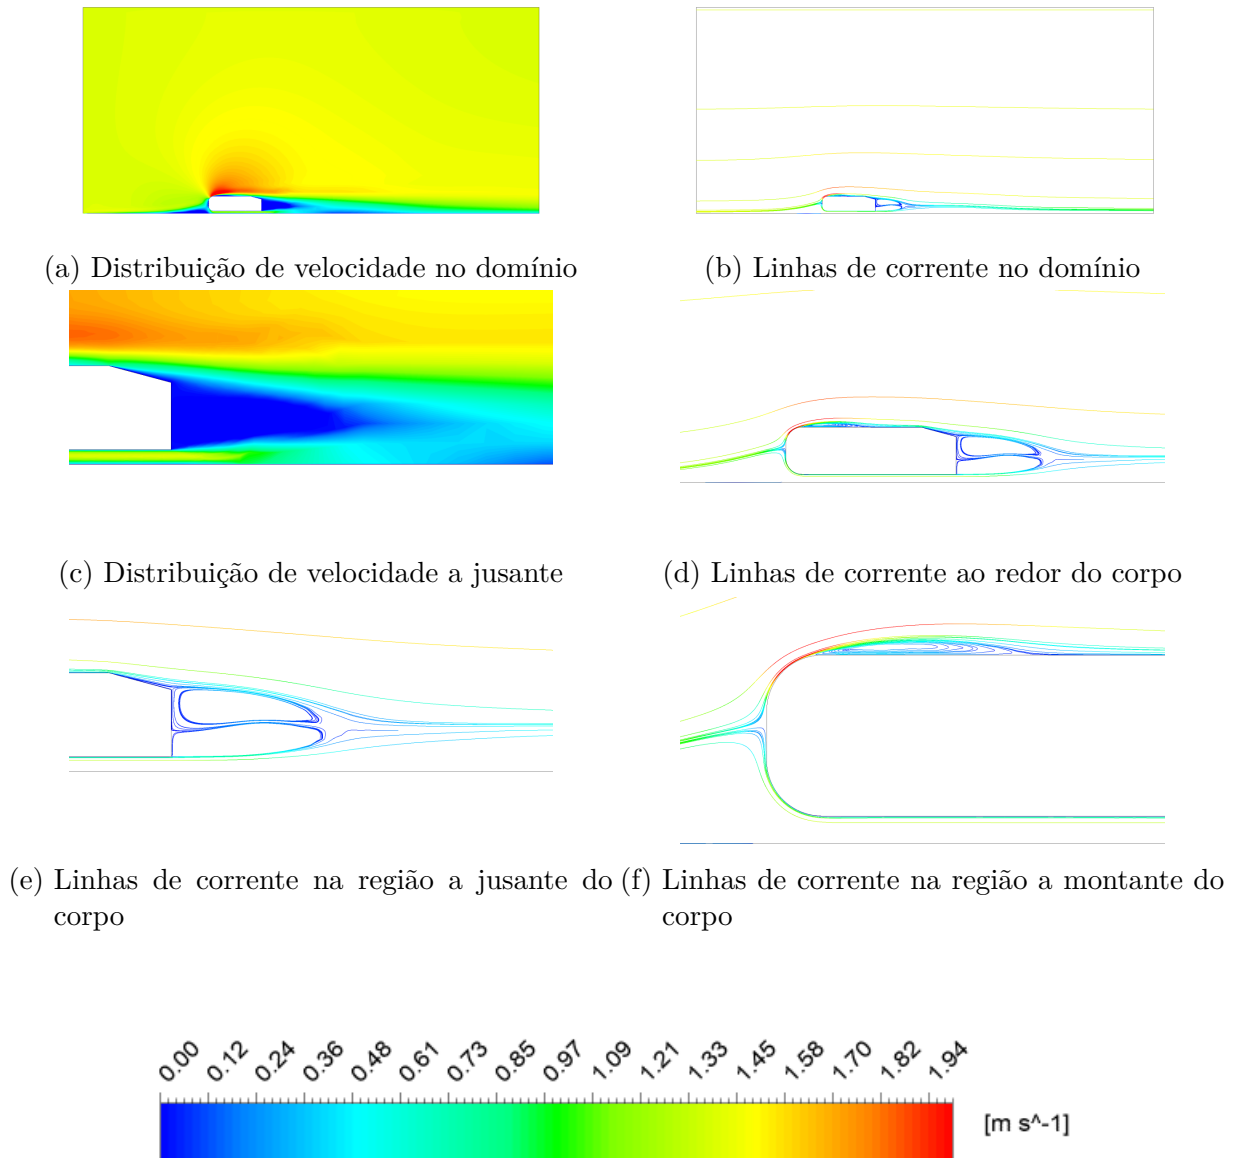 (a) Distribuição de velocidade no domínio
(b) Linhas de corrente no domínio
(c) Distribuição de velocidade a jusante
(d) Linhas de corrente ao redor do corpo
(e) Linhas de corrente na região a jusante do
corpo
(f) Linhas de corrente na região a montante do
corpo
0.00 0.12 0.24 0.36 0.48 0.61 0.73 0.85 0.97 1.09 1.21 1.33 1.45 1.58 1.70 1.82 1.94
[m s^-1]